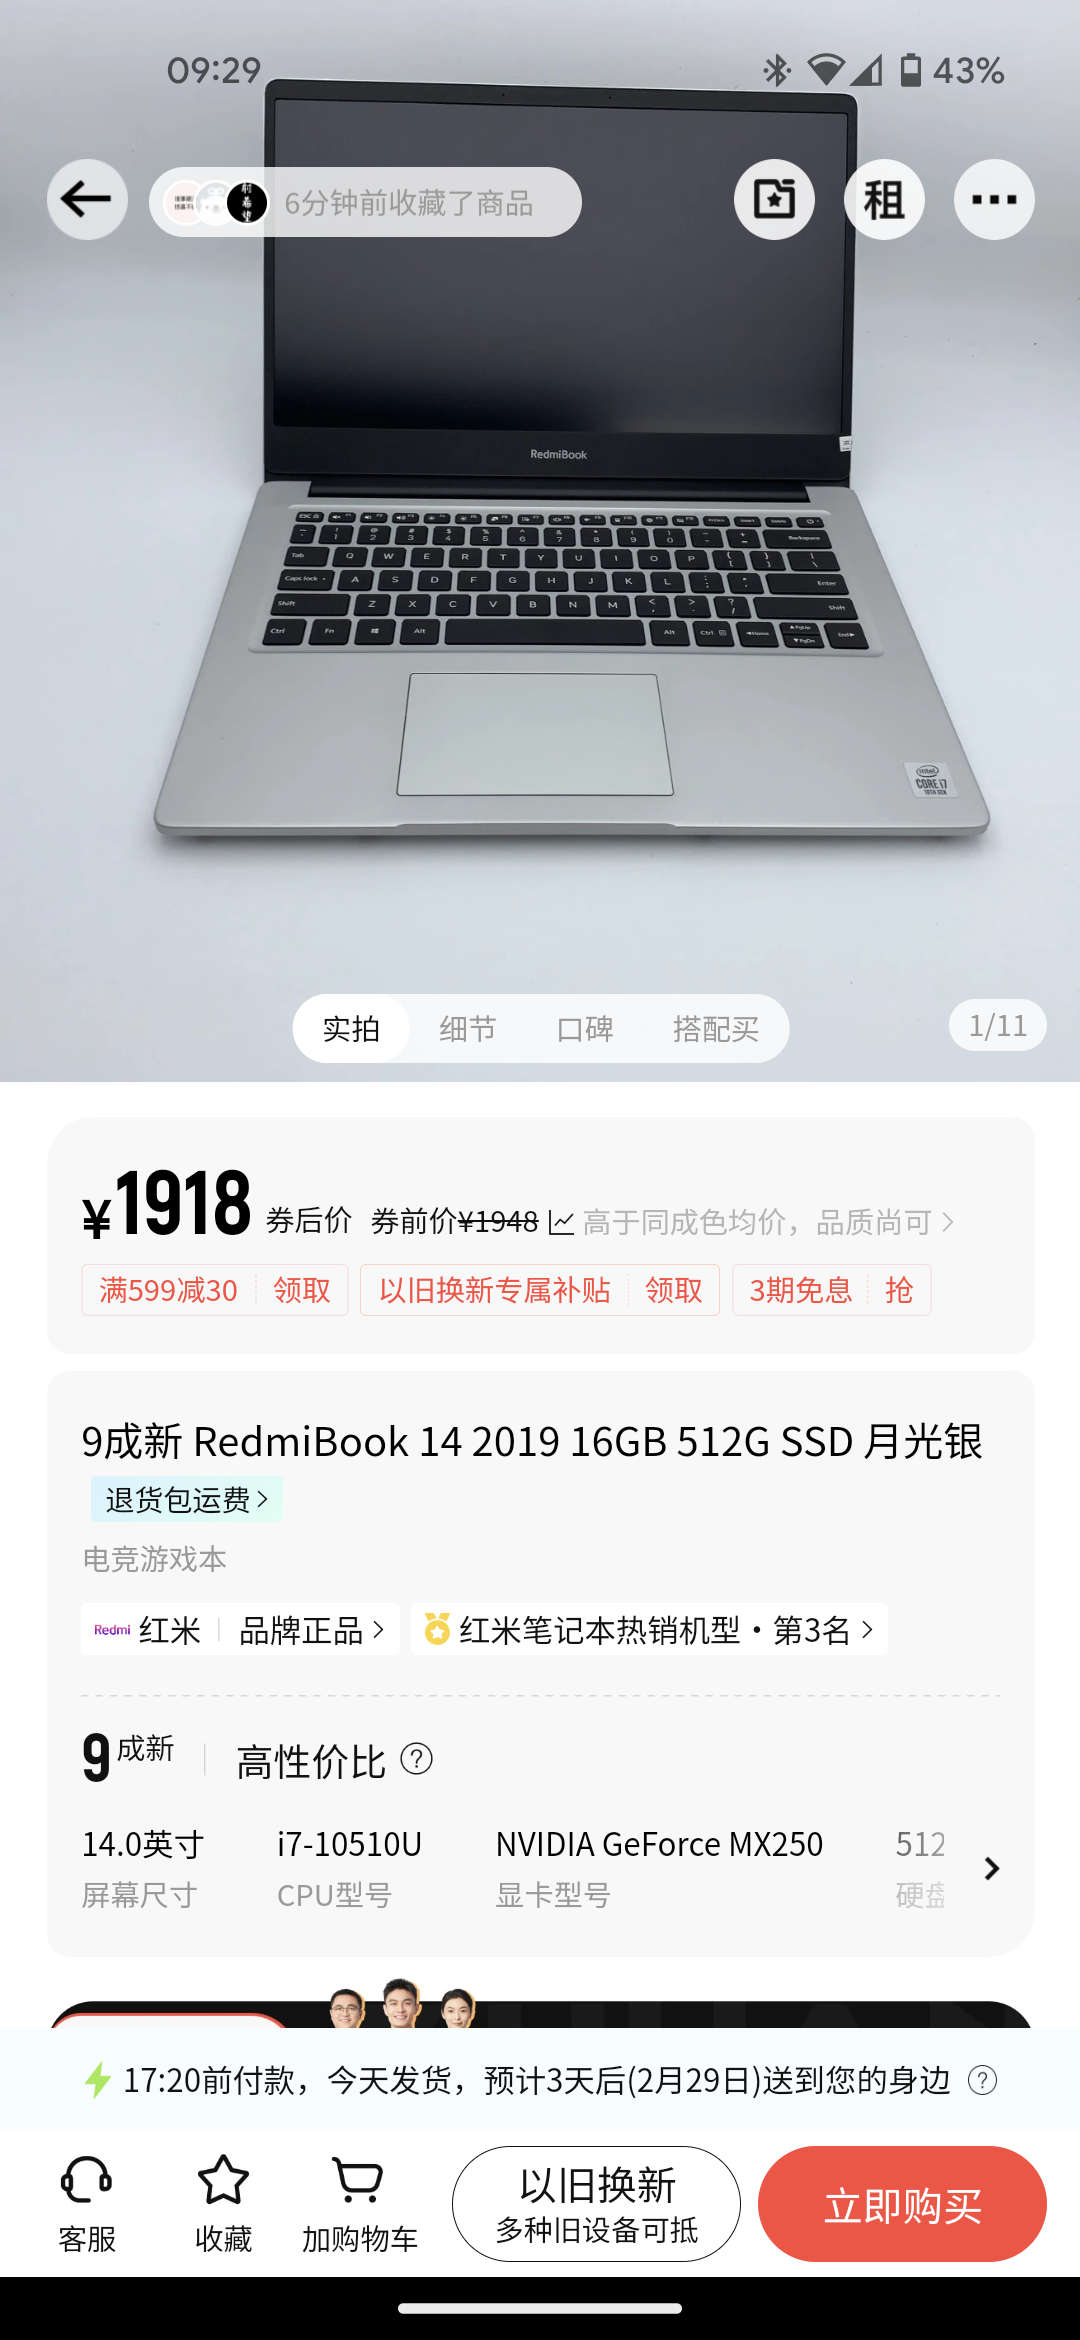 09:29
43%
6分钟前收藏了商品
租
RedmiBook
intel
CORE i7
10TH GEN
实拍 细节 口碑 搭配买
1/11
¥1918 券后价 券前价¥1948 高于同成色均价，品质尚可
满599减30 领取 以旧换新专属补贴 领取 3期免息 抢
9成新 RedmiBook 14 2019 16GB 512G SSD 月光银
退货包运费
电竞游戏本
Redmi 红米 品牌正品 红米笔记本热销机型·第3名
9成新 高性价比 ?
14.0英寸 i7-10510U NVIDIA GeForce MX250 512
屏幕尺寸 CPU型号 显卡型号 硬盘
17:20前付款，今天发货，预计3天后(2月29日)送到您的身边 ?
客服 收藏 加购物车
以旧换新
多种旧设备可抵
立即购买